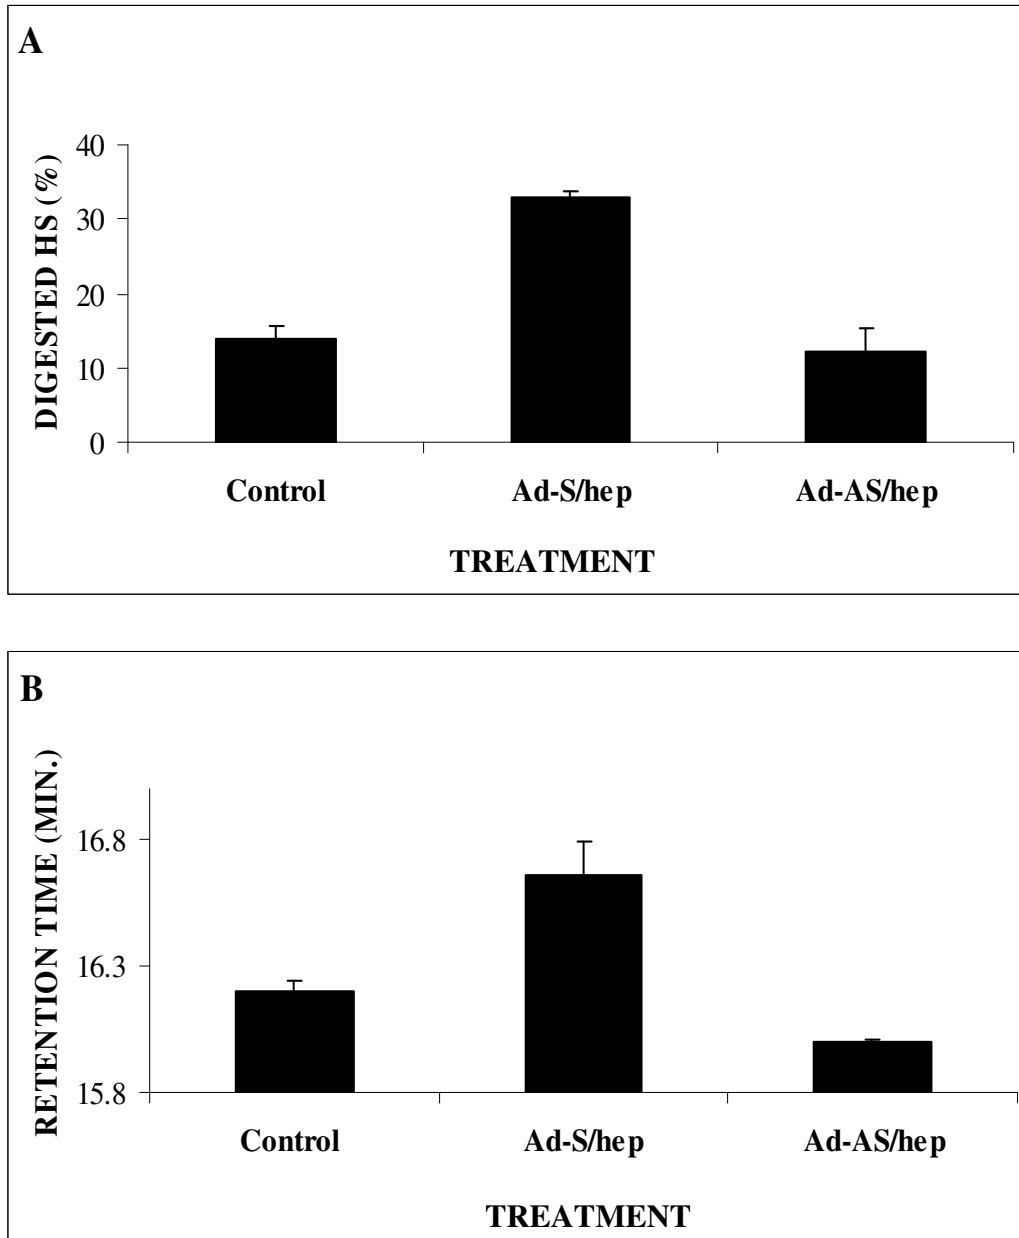 A
DIGESTED HS (%)
40
30
20
10
0
Control Ad-S/hep Ad-AS/hep
TREATMENT
B
RETENTION TIME (MIN.)
16.8
16.3
15.8
Control Ad-S/hep Ad-AS/hep
TREATMENT